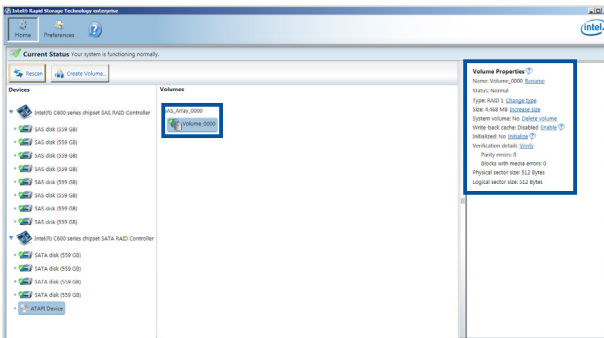 Intel® Rapid Storage Technology enterprise
Home
Preferences
intel
Current Status Your system is functioning normally.
Rescan
Create Volume...
Devices
Intel(R) C600 series chipset SAS RAID Controller
SAS disk (559 GB)
SAS disk (559 GB)
SAS disk (559 GB)
SAS disk (559 GB)
SAS disk (559 GB)
SAS disk (559 GB)
SAS disk (559 GB)
SAS disk (559 GB)
Intel(R) C600 series chipset SATA RAID Controller
SATA disk (559 GB)
SATA disk (559 GB)
SATA disk (559 GB)
SATA disk (559 GB)
ATAPI Device
Volumes
SAS_Array_0000
Volume_0000
Volume Properties ?
Name: Volume_0000 Rename
Status: Normal
Type: RAID 1 Change type
Size: 4,468 MB Increase size
System volume: No Delete volume
Write-back cache: Disabled Enable ?
Initialized: No Initialize ?
Verification details Verify
Parity errors: 0
Blocks with media errors: 0
Physical sector size: 512 Bytes
Logical sector size: 512 Bytes